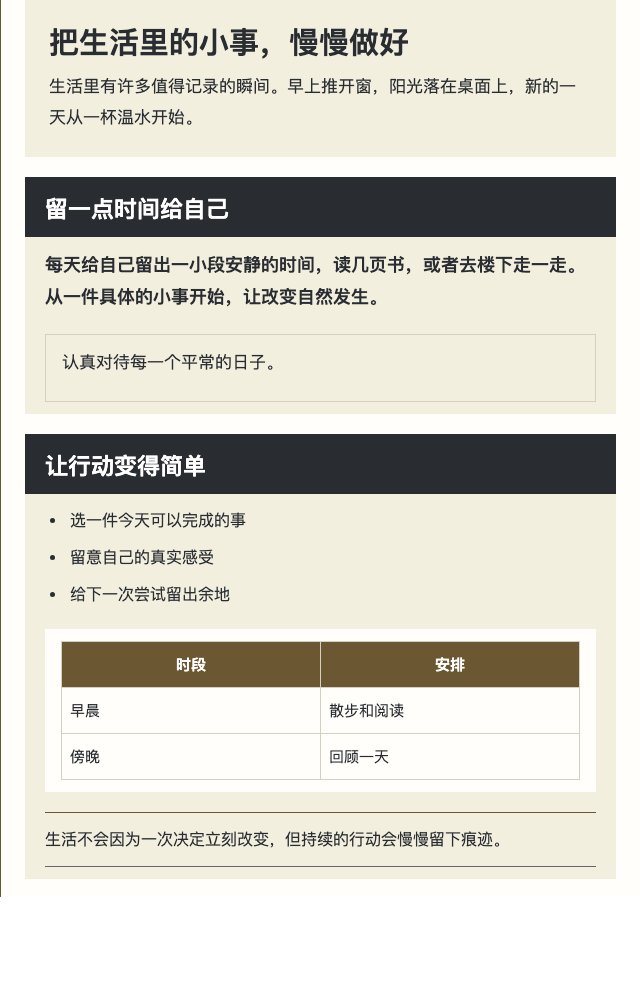 把生活里的小事，慢慢做好
生活里有许多值得记录的瞬间。早上推开窗，阳光落在桌面上，新的一
天从一杯温水开始。
留一点时间给自己
每天给自己留出一小段安静的时间，读几页书，或者去楼下走一走。
从一件具体的小事开始，让改变自然发生。
认真对待每一个平常的日子。
让行动变得简单
• 选一件今天可以完成的事
• 留意自己的真实感受
• 给下一次尝试留出余地
时段 安排
早晨 散步和阅读
傍晚 回顾一天
生活不会因为一次决定立刻改变，但持续的行动会慢慢留下痕迹。